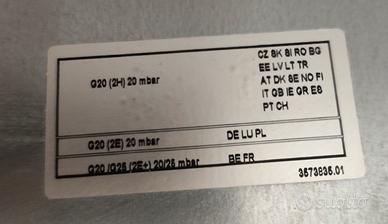 CZ SK SI RO BG
EE LV LT TR
G20 (2H) 20 mbar
AT DK SE NO FI
IT GB IE GR ES
PT CH
G20 (2E) 20 mbar DE LU PL
G20 /G25 (2E+) 20/25 mbar BE FR
3573835.01
SUBITO